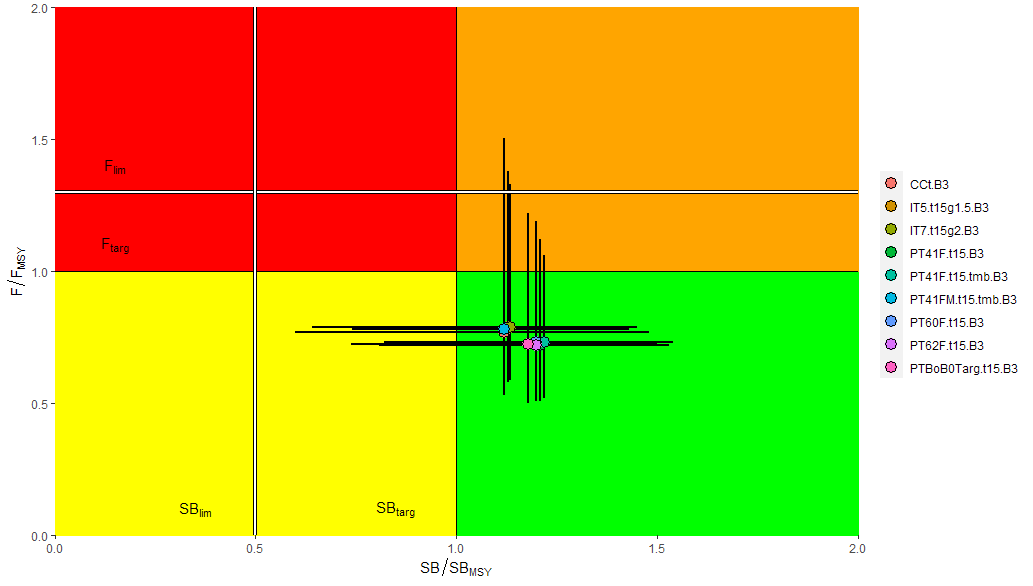 2.0
1.5
1.0
0.5
0.0
F/F_MSY
F_lim
F_targ
SB_lim
SB_targ
0.0
0.5
1.0
1.5
2.0
SB/SB_MSY
CCt.B3
IT5.t15g1.5.B3
IT7.t15g2.B3
PT41F.t15.B3
PT41F.t15.tmb.B3
PT41FM.t15.tmb.B3
PT60F.t15.B3
PT62F.t15.B3
PTBoB0Targ.t15.B3